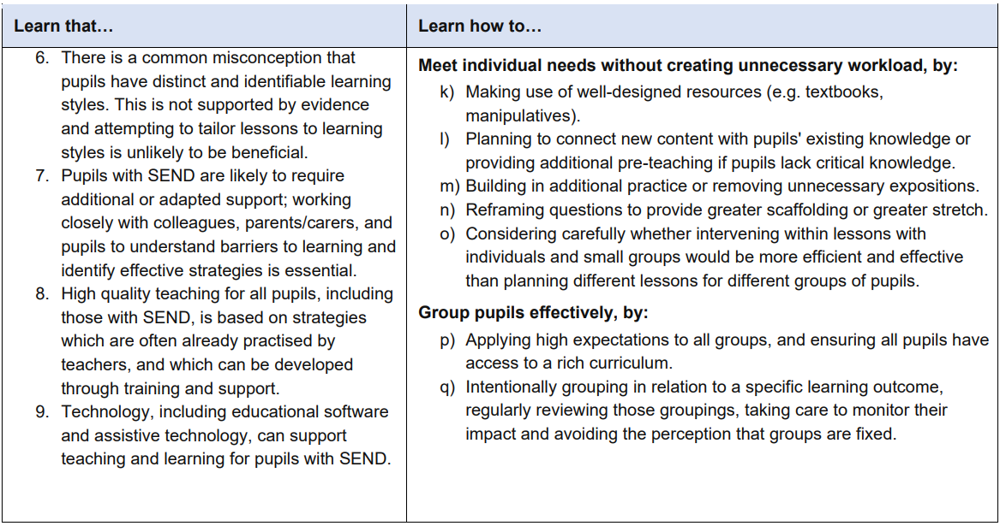 Learn that…
6. There is a common misconception that
pupils have distinct and identifiable learning
styles. This is not supported by evidence
and attempting to tailor lessons to learning
styles is unlikely to be beneficial.
7. Pupils with SEND are likely to require
additional or adapted support; working
closely with colleagues, parents/carers, and
pupils to understand barriers to learning and
identify effective strategies is essential.
8. High quality teaching for all pupils, including
those with SEND, is based on strategies
which are often already practised by
teachers, and which can be developed
through training and support.
9. Technology, including educational software
and assistive technology, can support
teaching and learning for pupils with SEND.
Learn how to…
Meet individual needs without creating unnecessary workload, by:
k) Making use of well-designed resources (e.g. textbooks,
manipulatives).
l) Planning to connect new content with pupils' existing knowledge or
providing additional pre-teaching if pupils lack critical knowledge.
m) Building in additional practice or removing unnecessary expositions.
n) Reframing questions to provide greater scaffolding or greater stretch.
o) Considering carefully whether intervening within lessons with
individuals and small groups would be more efficient and effective
than planning different lessons for different groups of pupils.
Group pupils effectively, by:
p) Applying high expectations to all groups, and ensuring all pupils have
access to a rich curriculum.
q) Intentionally grouping in relation to a specific learning outcome,
regularly reviewing those groupings, taking care to monitor their
impact and avoiding the perception that groups are fixed.